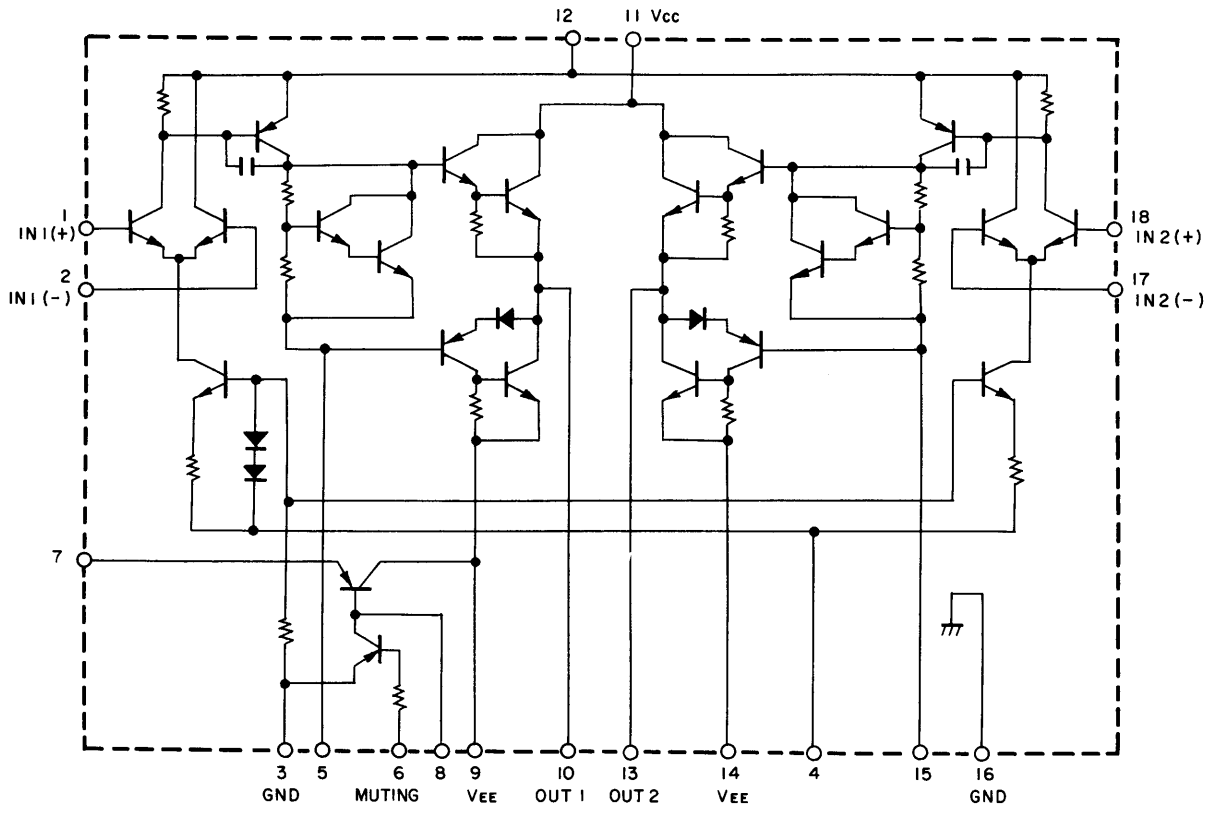 12 11 Vcc
1
IN1(+)
18
IN2(+)
2
IN1(-)
17
IN2(-)
7
3 5 6 8 9 10 13 14 4 15 16
GND MUTING VEE OUT 1 OUT 2 VEE GND